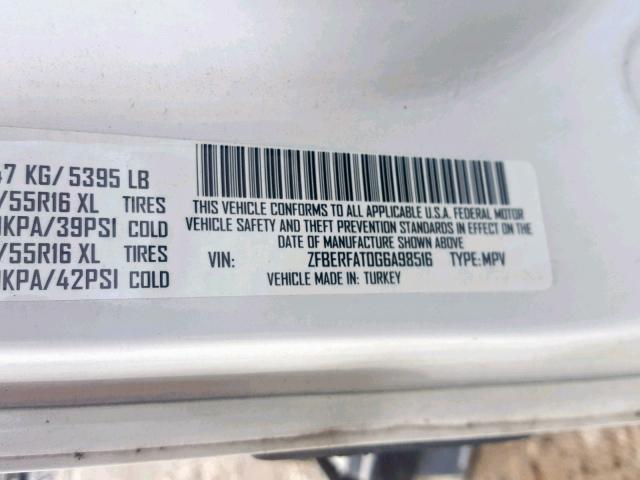 47 KG/ 5395 LB
/55R16 XL TIRES
0KPA/39PSI COLD
/55R16 XL TIRES
0KPA/42PSI COLD
THIS VEHICLE CONFORMS TO ALL APPLICABLE U.S.A. FEDERAL MOTOR
VEHICLE SAFETY AND THEFT PREVENTION STANDARDS IN EFFECT ON THE
DATE OF MANUFACTURE SHOWN ABOVE.
VIN: ZFBERFAT0G6A98516 TYPE: MPV
VEHICLE MADE IN: TURKEY